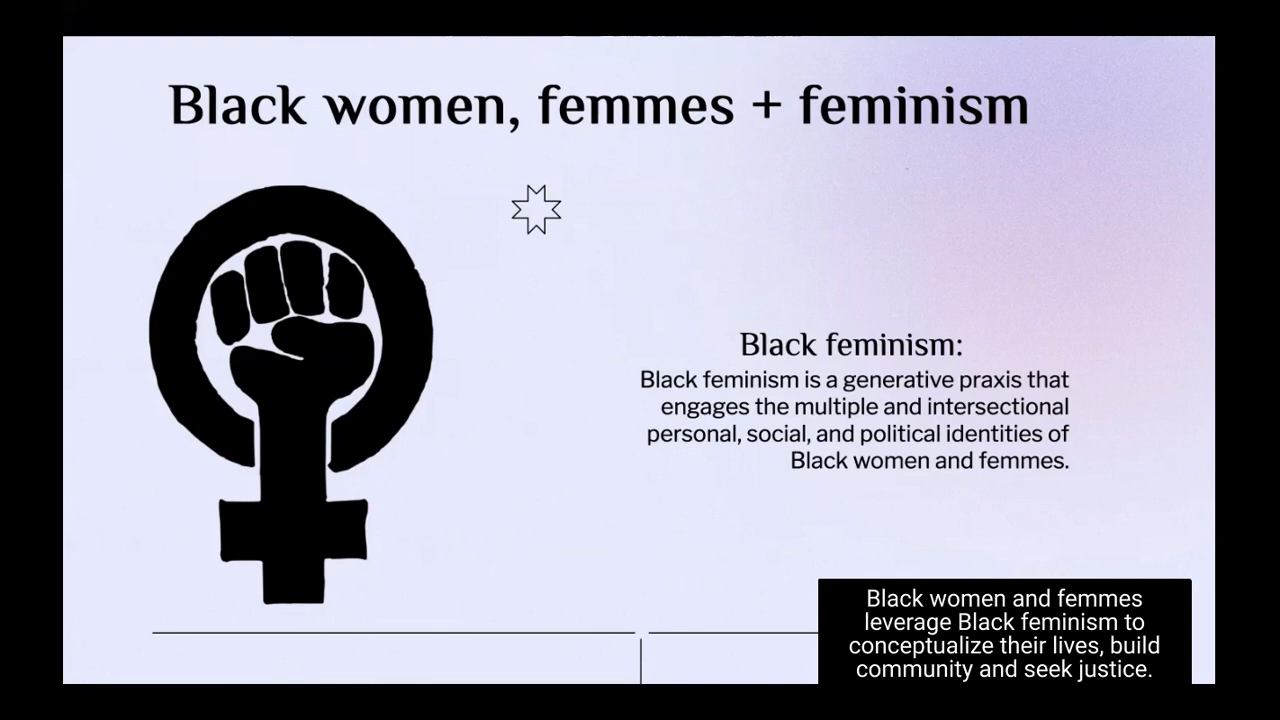 Black women, femmes + feminism
Black feminism:
Black feminism is a generative praxis that
engages the multiple and intersectional
personal, social, and political identities of
Black women and femmes.
Black women and femmes
leverage Black feminism to
conceptualize their lives, build
community and seek justice.